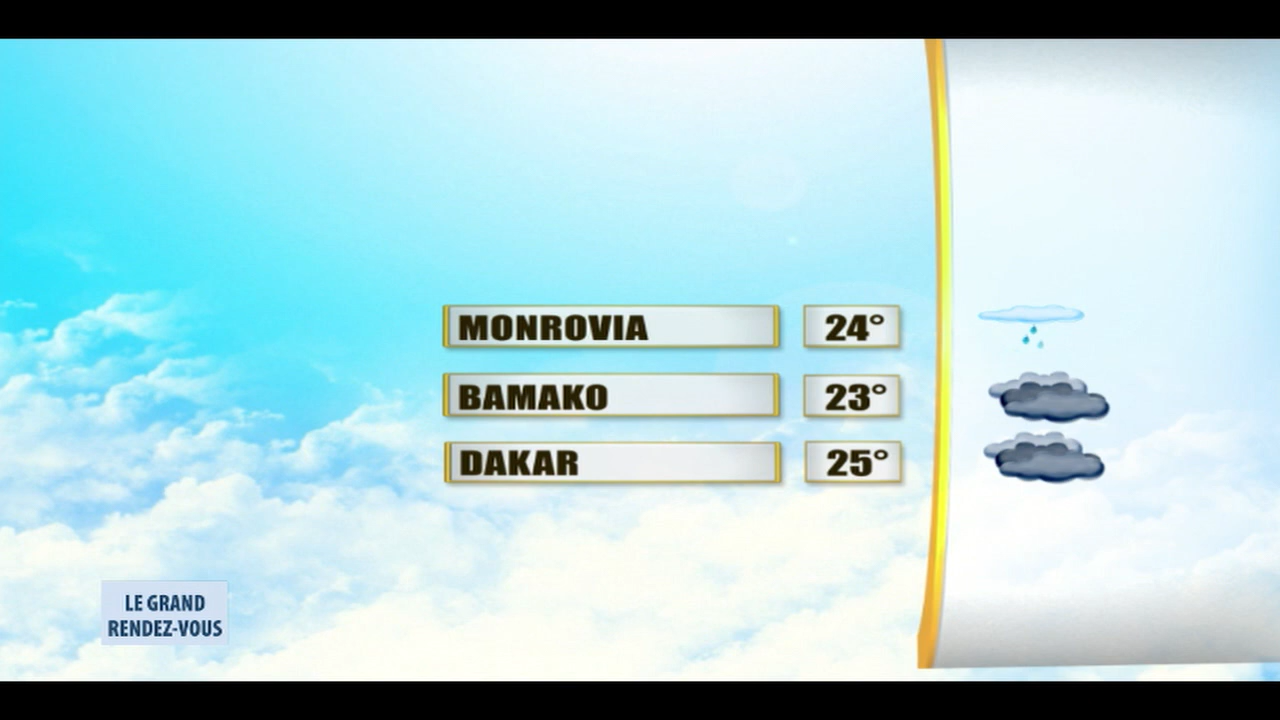 MONROVIA 24°
BAMAKO 23°
DAKAR 25°
LE GRAND
RENDEZ-VOUS